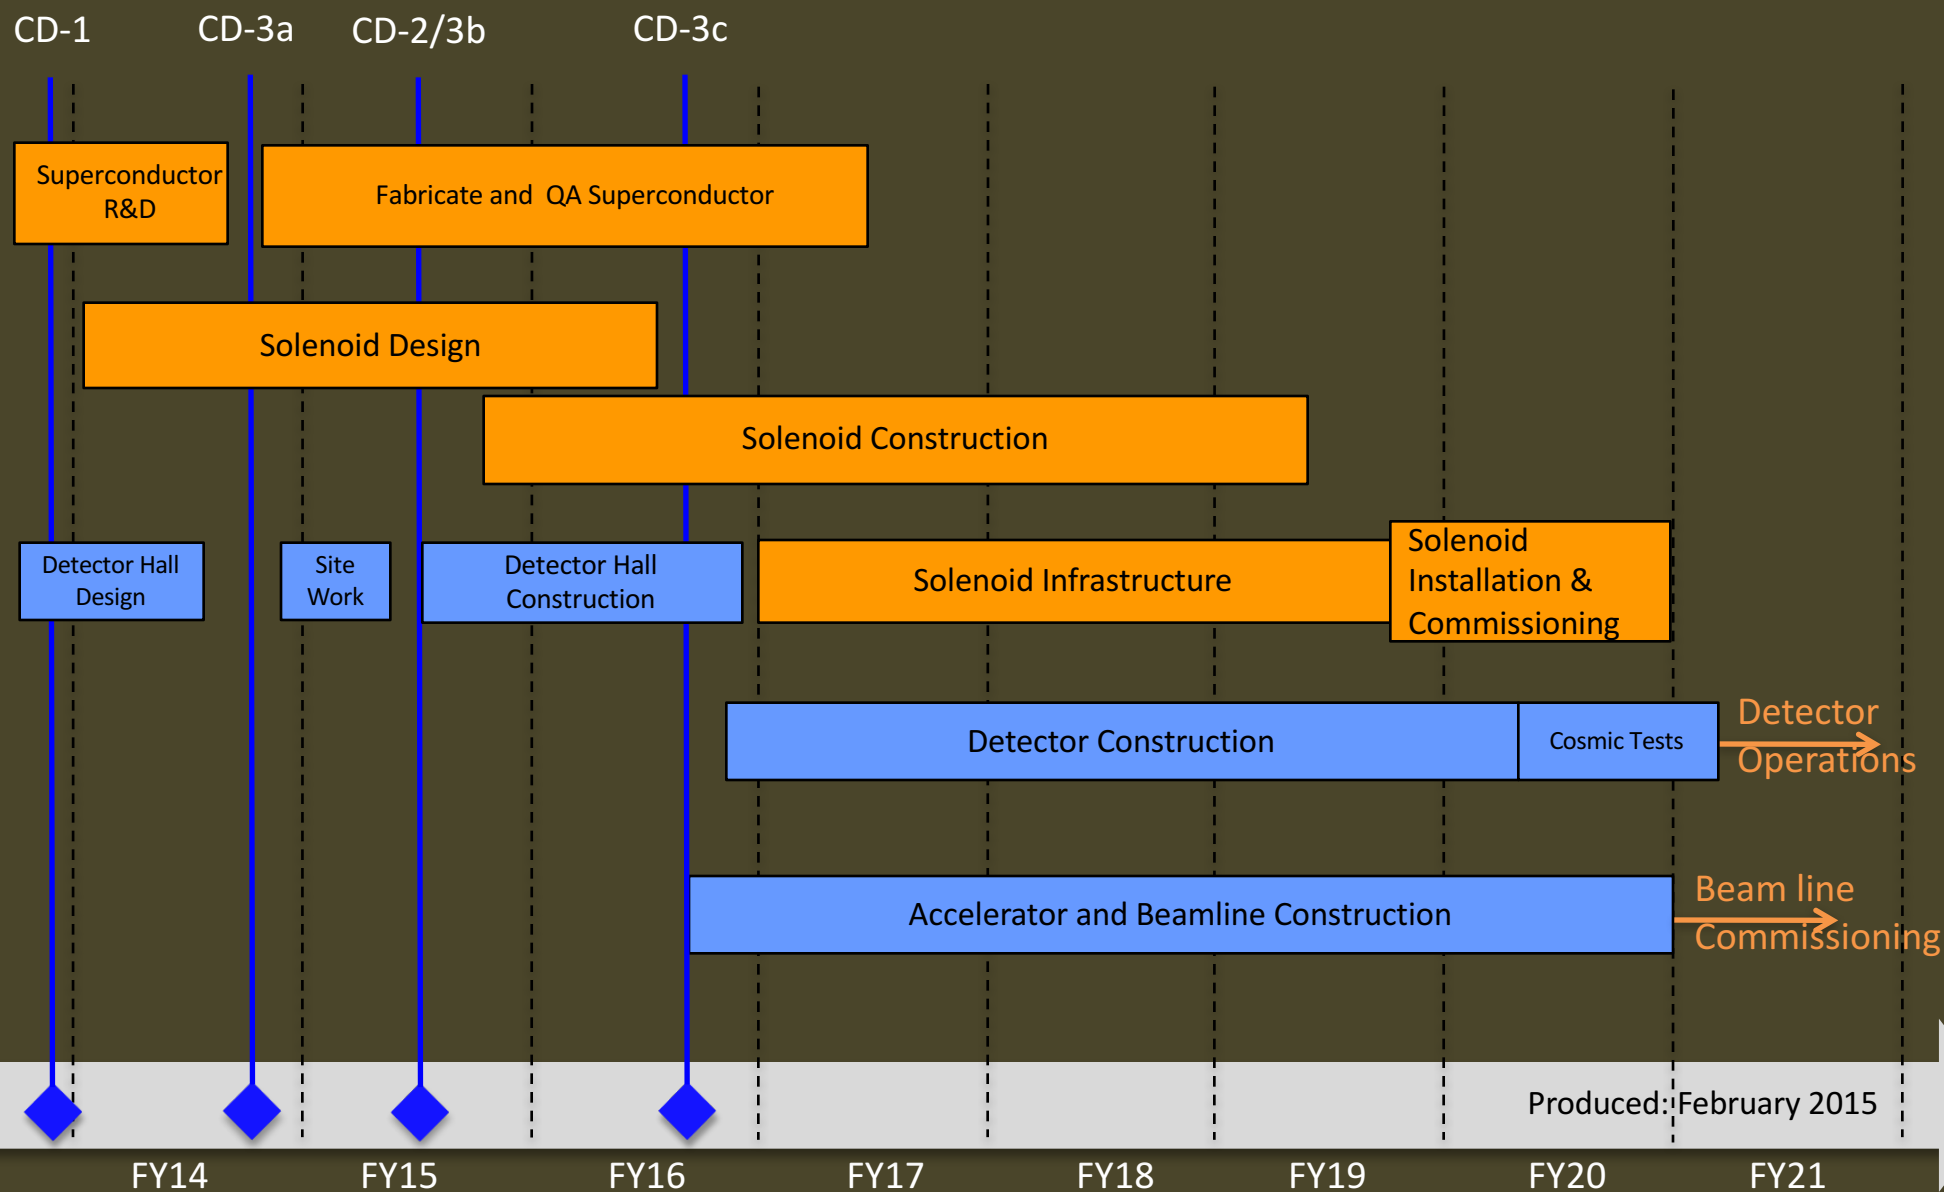 CD-1
CD-3a
CD-2/3b
CD-3c
Superconductor
R&D
Fabricate and QA Superconductor
Solenoid Design
Solenoid Construction
Detector Hall
Design
Site
Work
Detector Hall
Construction
Solenoid Infrastructure
Solenoid
Installation &
Commissioning
Detector Construction
Cosmic Tests
Detector
Operations
Accelerator and Beamline Construction
Beam line
Commissioning
Produced: February 2015
FY14
FY15
FY16
FY17
FY18
FY19
FY20
FY21